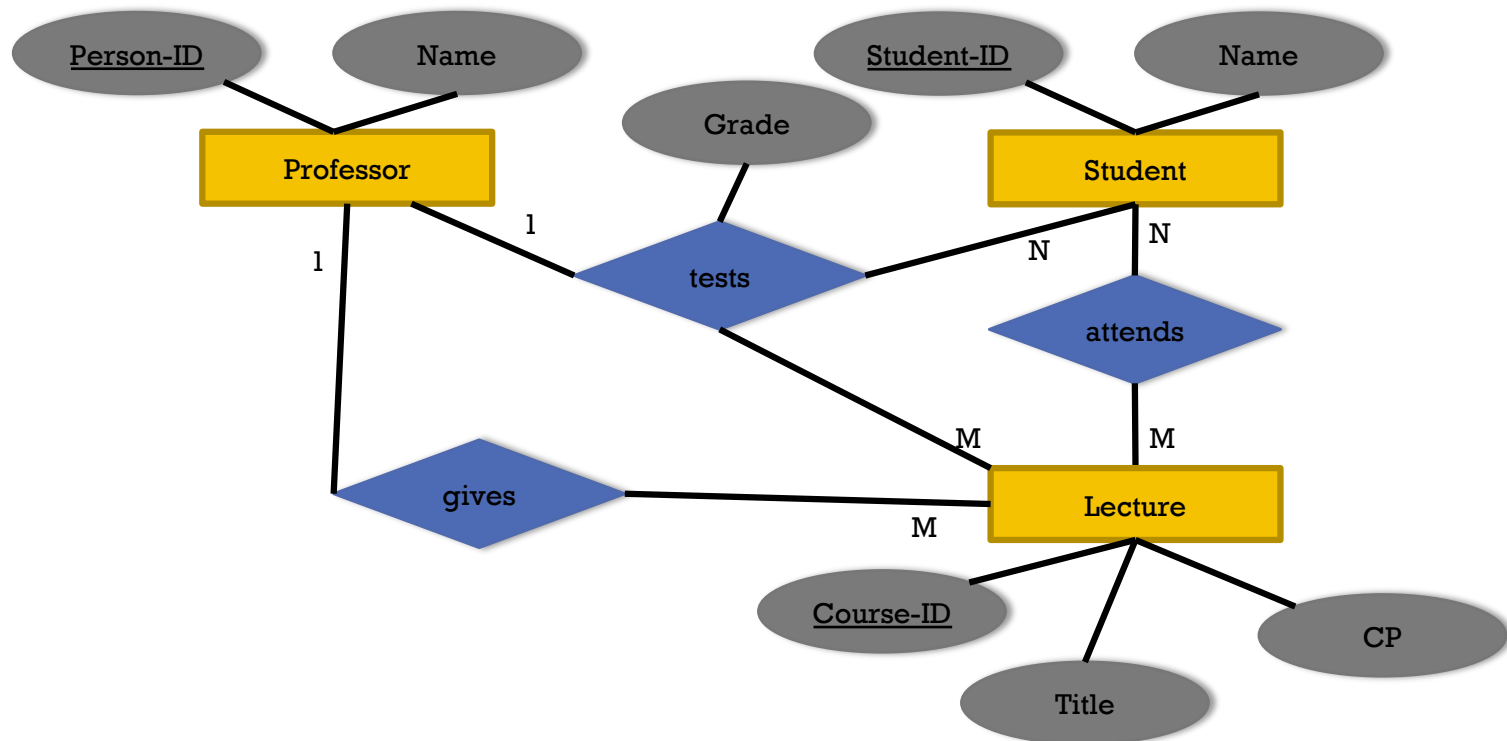 Person-ID
Name
Student-ID
Name
Grade
Professor
Student
1
1
N
N
tests
attends
M
M
gives
M
Lecture
Course-ID
CP
Title